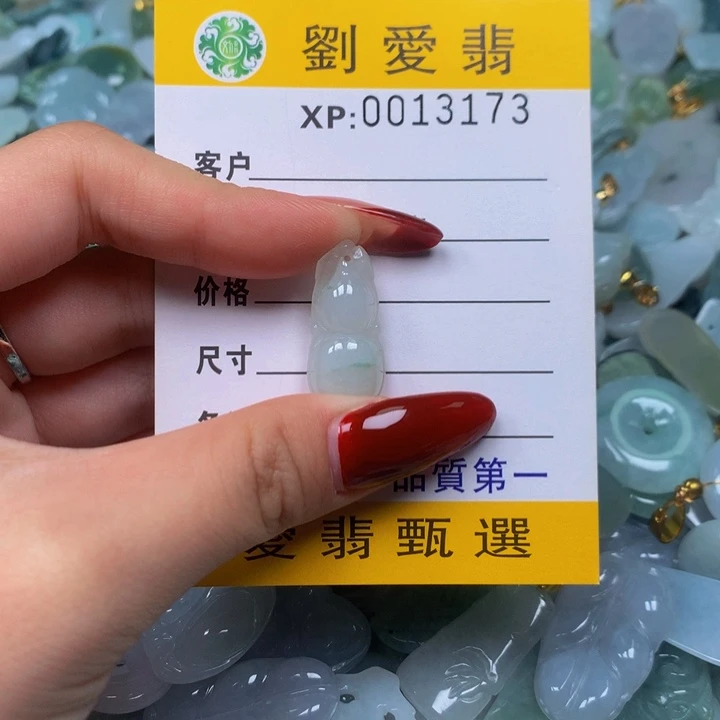 劉愛翡
XP:0013173
客户
价格
尺寸
品質第一
愛翡甄選